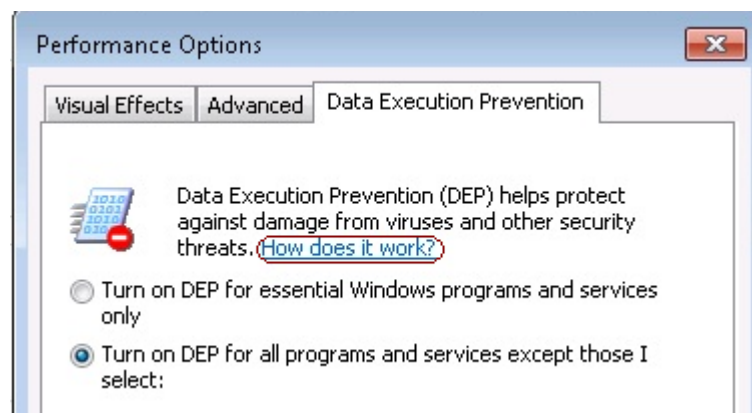 Performance Options
Visual Effects Advanced Data Execution Prevention
Data Execution Prevention (DEP) helps protect
against damage from viruses and other security
threats. How does it work?
Turn on DEP for essential Windows programs and services
only
Turn on DEP for all programs and services except those I
select: